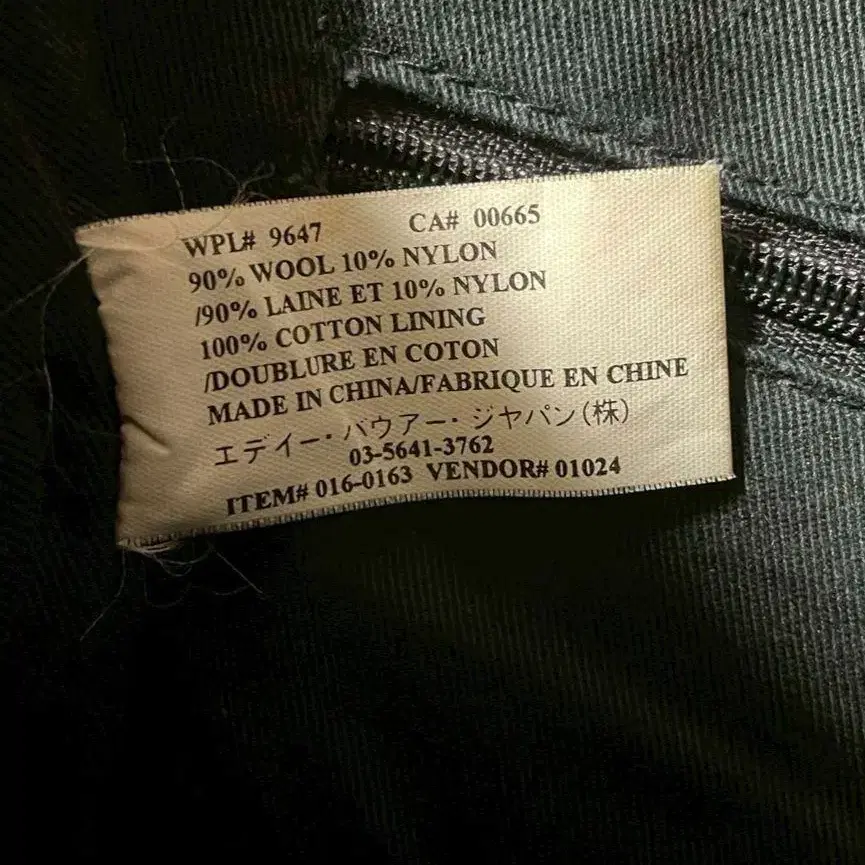 WPL# 9647 CA# 00665
90% WOOL 10% NYLON
/90% LAINE ET 10% NYLON
100% COTTON LINING
/DOUBLURE EN COTON
MADE IN CHINA/FABRIQUE EN CHINE
エディー・バウアー・ジャパン(株)
03-5641-3762
ITEM# 016-0163 VENDOR# 01024